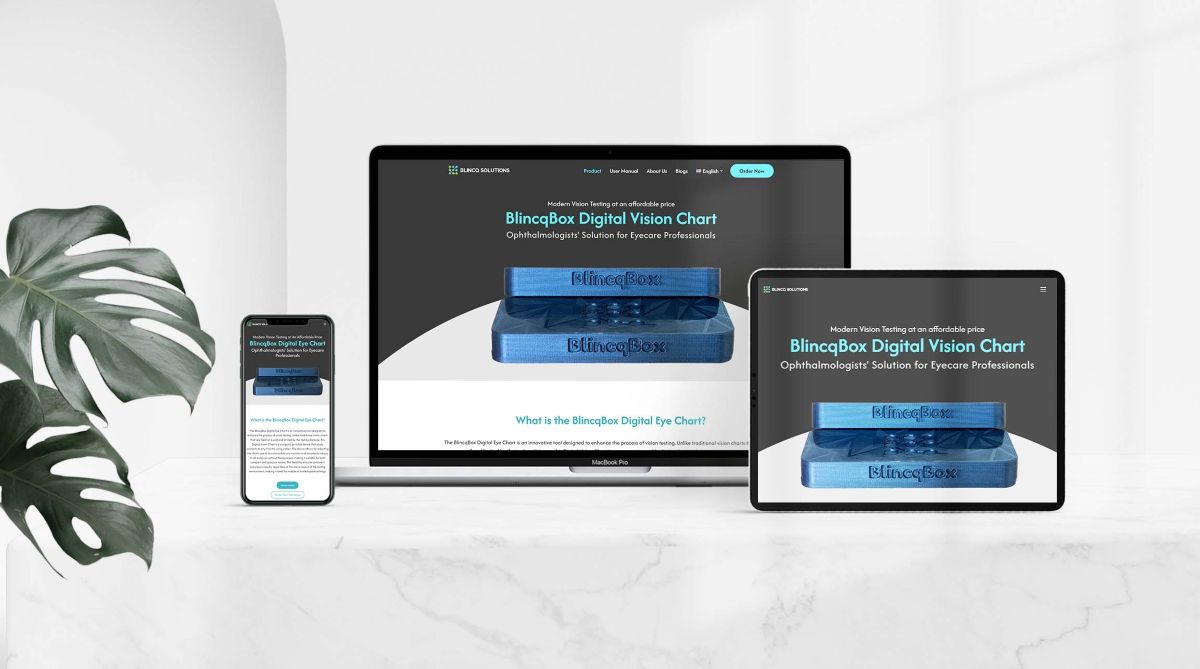 BLINCQ SOLUTIONS
Product User Manual About Us Blogs English Order Now
Modern Vision Testing at an affordable price
BlincqBox Digital Vision Chart
Ophthalmologists' Solution for Eyecare Professionals
BlincqBox
BlincqBox
What is the BlincqBox Digital Eye Chart?
The BlincqBox Digital Eye Chart is an innovative tool designed to enhance the process of vision testing. Unlike traditional vision charts
MacBook Pro
BLINCQ SOLUTIONS
Modern Vision Testing at an affordable price
BlincqBox Digital Vision Chart
Ophthalmologists' Solution for Eyecare Professionals
BlincqBox
BlincqBox
Modern Vision Testing at An Affordable Price
BlincqBox Digital Eye Chart
Ophthalmologists' Solution for Eyecare
Professionals
BlincqBox
BlincqBox
What is the BlincqBox Digital Eye Chart?